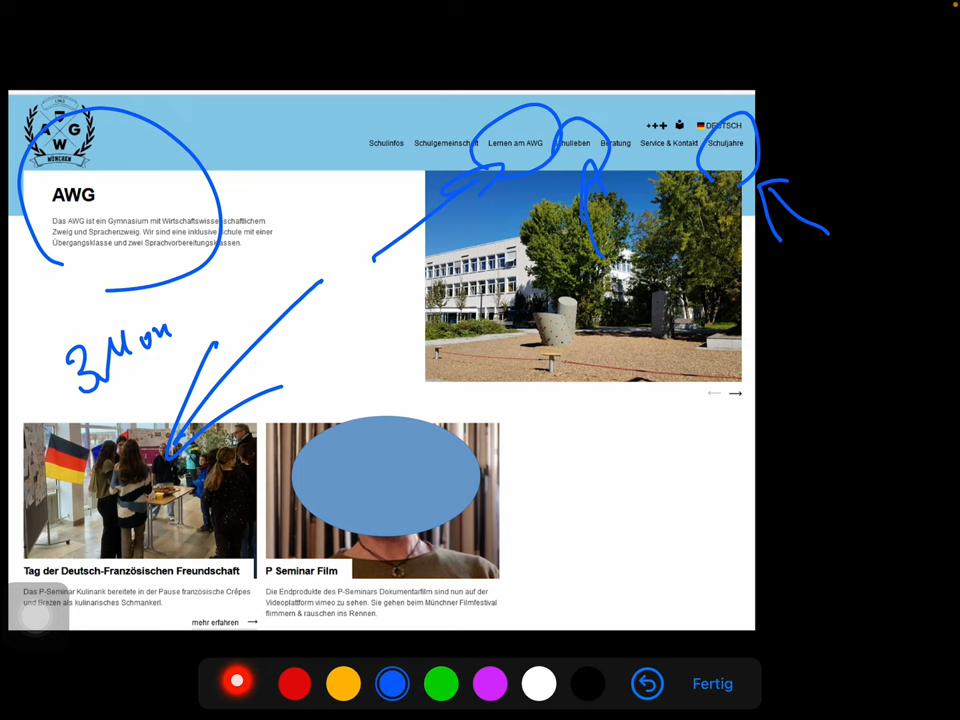 1963
A W G
W
MÜNCHEN
+++ DEUTSCH
Schulinfos Schulgemeinschaft Lernen am AWG Schulleben Beratung Service & Kontakt Schuljahre
AWG
Das AWG ist ein Gymnasium mit Wirtschaftswissenschaftlichem
Zweig und Sprachenzweig. Wir sind eine inklusive Schule mit einer
Übergangsklasse und zwei Sprachvorbereitungsklassen.
3 Mon
Tag der Deutsch-Französischen Freundschaft
Das P-Seminar Kulinarik bereitete in der Pause französische Crêpes
und Brezen als kulinarisches Schmankerl.
mehr erfahren
P Seminar Film
Die Endprodukte des P-Seminars Dokumentarfilm sind nun auf der
Videoplattform vimeo zu sehen. Sie gehen beim Münchner Filmfestival
flimmern & rauschen ins Rennen.
Fertig